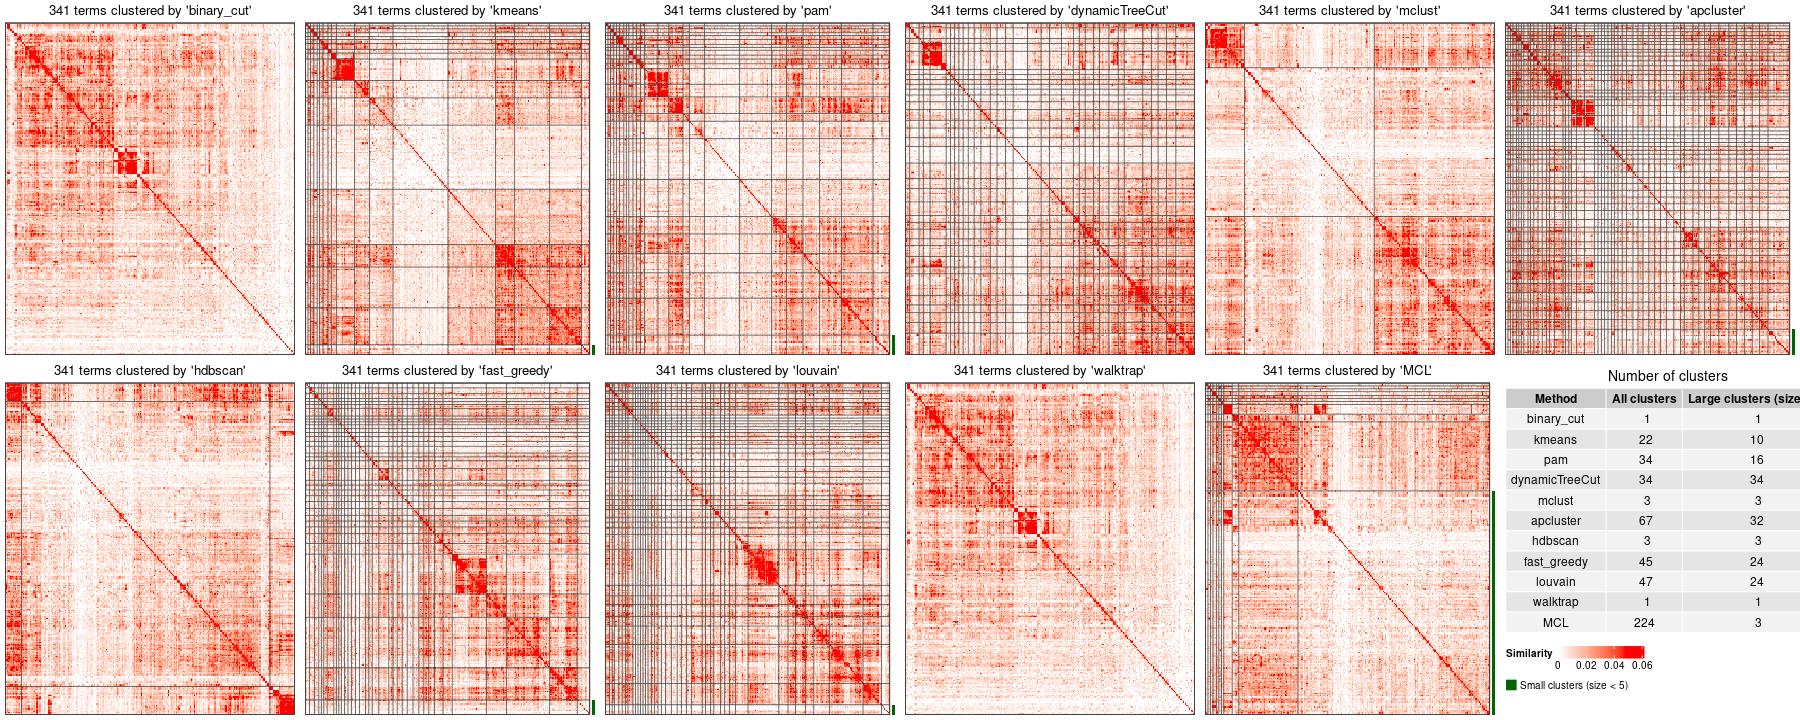 341 terms clustered by 'binary_cut'
341 terms clustered by 'kmeans'
341 terms clustered by 'pam'
341 terms clustered by 'dynamicTreeCut'
341 terms clustered by 'mclust'
341 terms clustered by 'apcluster'
341 terms clustered by 'hdbscan'
341 terms clustered by 'fast_greedy'
341 terms clustered by 'louvain'
341 terms clustered by 'walktrap'
341 terms clustered by 'MCL'
Number of clusters
Method All clusters Large clusters (size
binary_cut 1 1
kmeans 22 10
pam 34 16
dynamicTreeCut 34 34
mclust 3 3
apcluster 67 32
hdbscan 3 3
fast_greedy 45 24
louvain 47 24
walktrap 1 1
MCL 224 3
Similarity
0 0.02 0.04 0.06
Small clusters (size < 5)